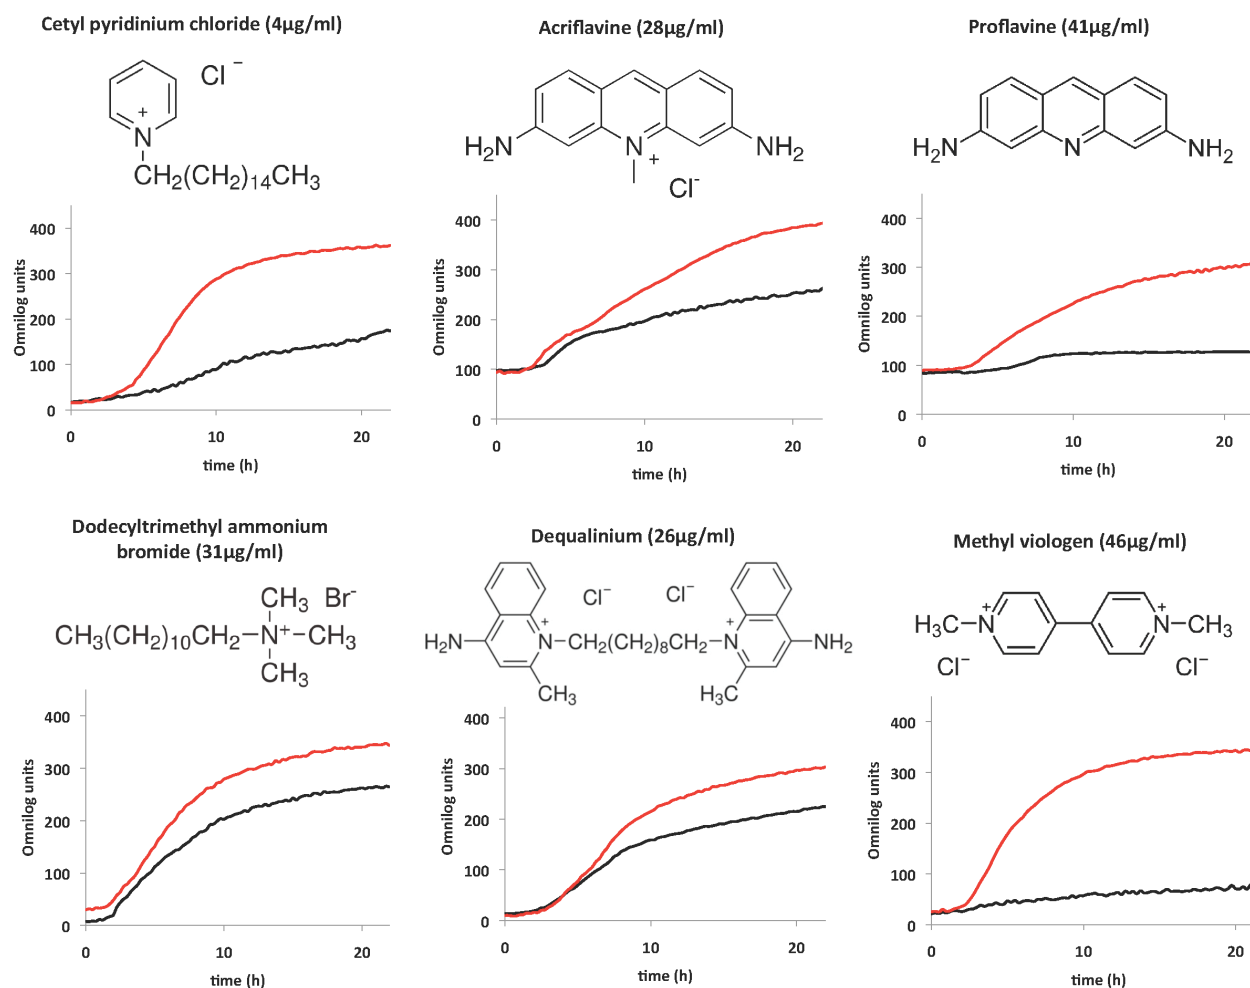 Cetyl pyridinium chloride (4µg/ml)
Cl⁻
+
N
CH₂(CH₂)₁₄CH₃
Omnilog units
400
300
200
100
0
0 10 20
time (h)
Acriflavine (28µg/ml)
H₂N N + NH₂
Cl⁻
Omnilog units
400
300
200
100
0
0 10 20
time (h)
Proflavine (41µg/ml)
H₂N N NH₂
Omnilog units
400
300
200
100
0
0 10 20
time (h)
Dodecyltrimethyl ammonium
bromide (31µg/ml)
CH₃ Br⁻
CH₃(CH₂)₁₀CH₂–N⁺–CH₃
CH₃
Omnilog units
400
300
200
100
0
0 10 20
time (h)
Dequalinium (26µg/ml)
Cl⁻ Cl⁻
+ +
H₂N N–CH₂(CH₂)₈CH₂–N NH₂
CH₃ H₃C
Omnilog units
400
300
200
100
0
0 10 20
time (h)
Methyl viologen (46µg/ml)
+ +
H₃C–N N–CH₃
Cl⁻ Cl⁻
Omnilog units
400
300
200
100
0
0 10 20
time (h)